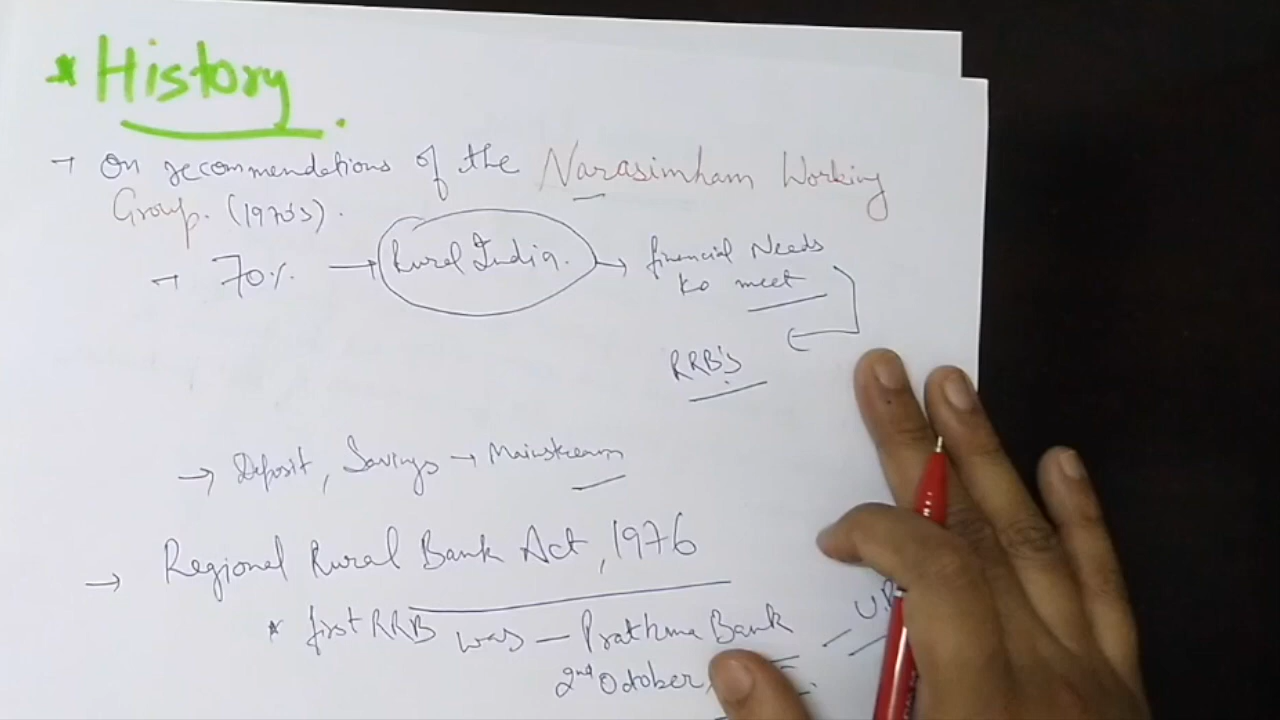 * History.
→ On recommendations of the Narasimham Working
Group. (1970's).
→ 70% → Rural India. → financial Needs
ko meet
RRB's
→ Deposit, Savings → Mainstream
→ Regional Rural Bank Act, 1976
* first RRB was — Prathma Bank — U.P
2nd October,